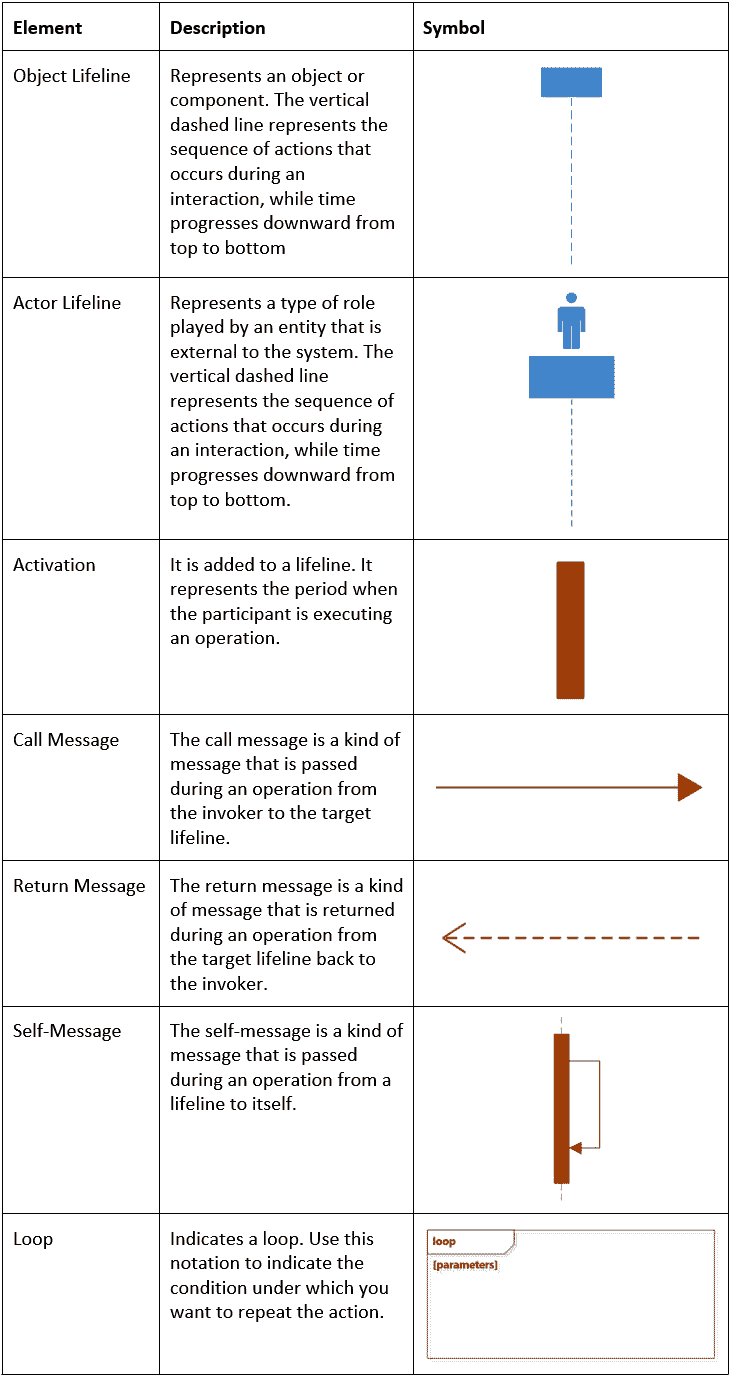 Element
Description
Symbol
Object Lifeline
Represents an object or
component. The vertical
dashed line represents the
sequence of actions that
occurs during an
interaction, while time
progresses downward from
top to bottom
Actor Lifeline
Represents a type of role
played by an entity that is
external to the system. The
vertical dashed line
represents the sequence of
actions that occurs during
an interaction, while time
progresses downward from
top to bottom.
Activation
It is added to a lifeline. It
represents the period when
the participant is executing
an operation.
Call Message
The call message is a kind of
message that is passed
during an operation from
the invoker to the target
lifeline.
Return Message
The return message is a kind
of message that is returned
during an operation from
the target lifeline back to
the invoker.
Self-Message
The self-message is a kind of
message that is passed
during an operation from a
lifeline to itself.
Loop
Indicates a loop. Use this
notation to indicate the
condition under which you
want to repeat the action.
loop
[parameters]